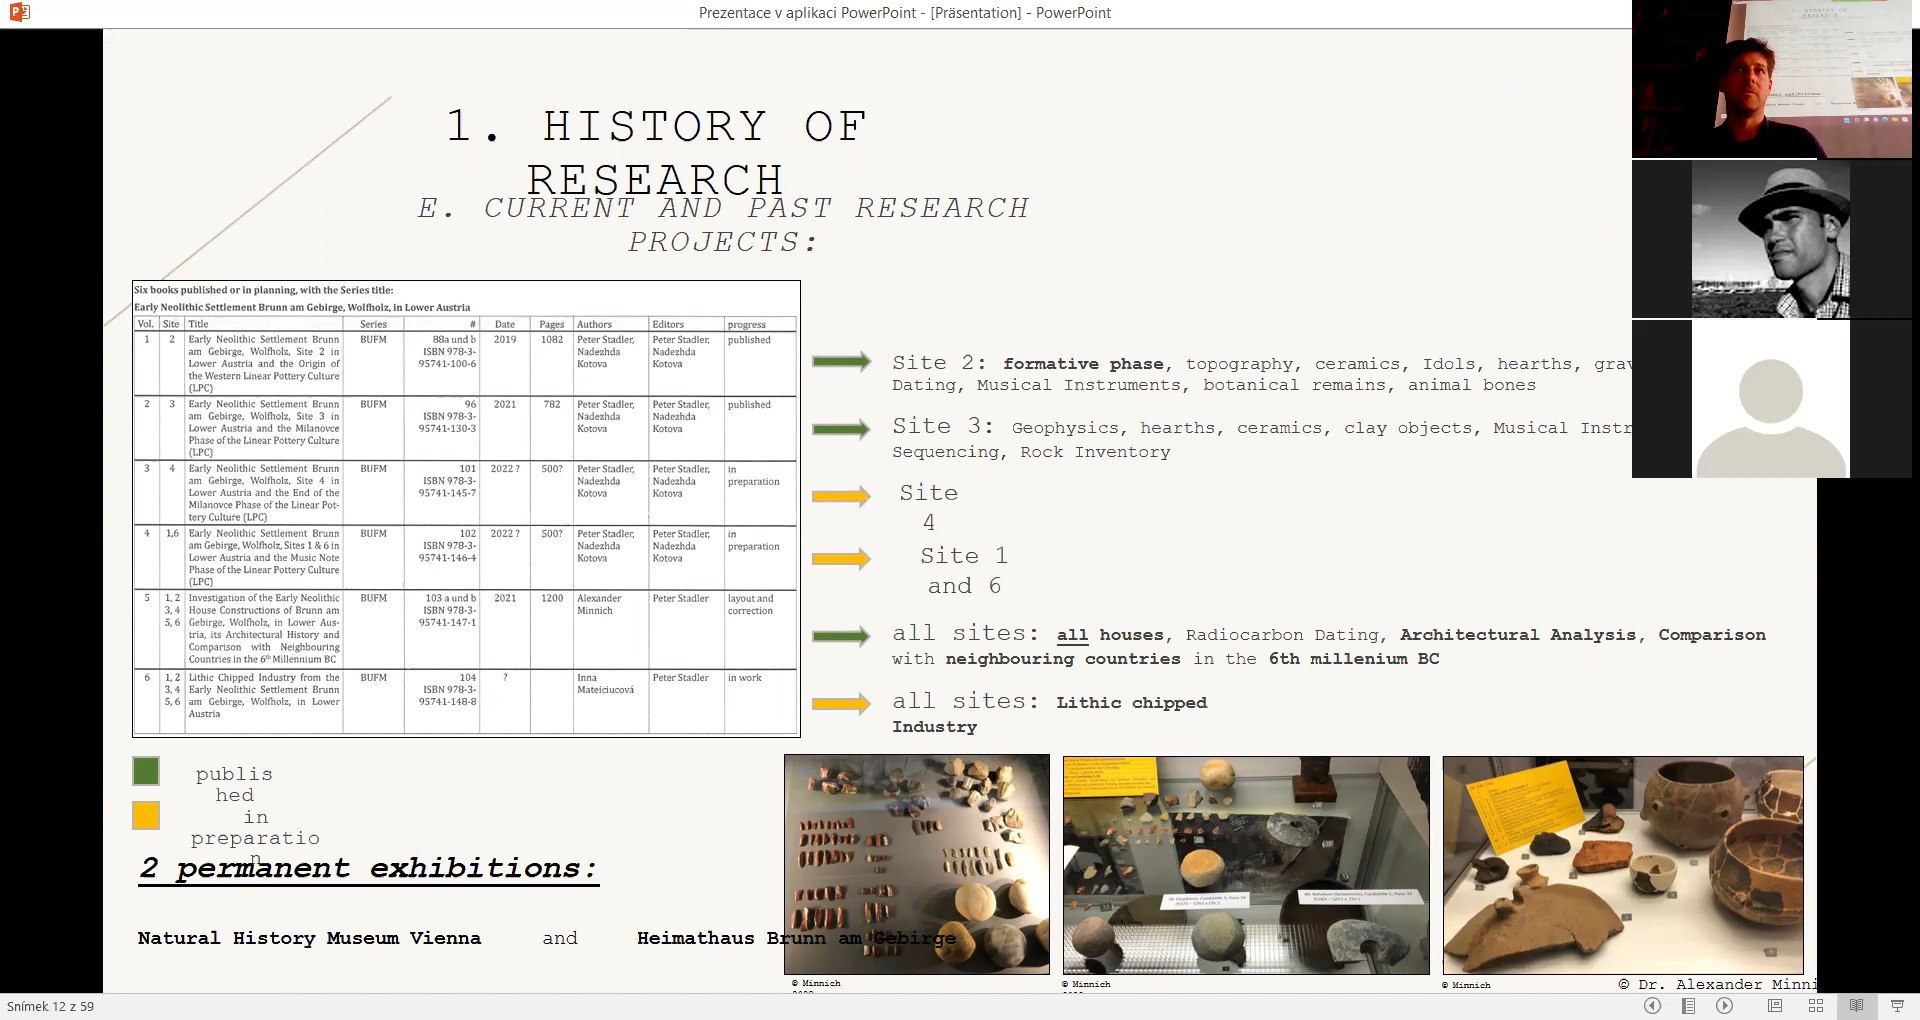 Prezentace v aplikaci PowerPoint - [Präsentation] - PowerPoint
1. HISTORY OF
RESEARCH
E. CURRENT AND PAST RESEARCH
PROJECTS:
Six books published or in planning, with the Series title:
Early Neolithic Settlement Brunn am Gebirge, Wolfholz, in Lower Austria
Vol. Site Title Series # Date Pages Authors Editors progress
1 2 Early Neolithic Settlement Brunn BUFM 88a und b 2019 1082 Peter Stadler, Peter Stadler, published
am Gebirge, Wolfholz, Site 2 in ISBN 978-3- Nadezhda Nadezhda
Lower Austria and the Origin of 95741-100-6 Kotova Kotova
the Western Linear Pottery Culture
(LPC)
2 3 Early Neolithic Settlement Brunn BUFM 96 2021 782 Peter Stadler, Peter Stadler, published
am Gebirge, Wolfholz, Site 3 in ISBN 978-3- Nadezhda Nadezhda
Lower Austria and the Milanovce 95741-130-3 Kotova Kotova
Phase of the Linear Pottery Culture
(LPC)
3 4 Early Neolithic Settlement Brunn BUFM 101 2022 ? 500? Peter Stadler, Peter Stadler, in
am Gebirge, Wolfholz, Site 4 in ISBN 978-3- Nadezhda Nadezhda preparation
Lower Austria and the End of the 95741-145-7 Kotova Kotova
Milanovce Phase of the Linear Pot-
tery Culture (LPC)
4 1,6 Early Neolithic Settlement Brunn BUFM 102 2022 ? 500? Peter Stadler, Peter Stadler, in
am Gebirge, Wolfholz, Sites 1 & 6 in ISBN 978-3- Nadezhda Nadezhda preparation
Lower Austria and the Music Note 95741-146-4 Kotova Kotova
Phase of the Linear Pottery Culture
(LPC)
5 1, 2 Investigation of the Early Neolithic BUFM 103 a und b 2021 1200 Alexander Peter Stadler layout and
3, 4 House Constructions of Brunn am ISBN 978-3- Minnich correction
5, 6 Gebirge, Wolfholz, in Lower Aus- 95741-147-1
tria, its Architectural History and
Comparison with Neighbouring
Countries in the 6th Millennium BC
6 1, 2 Lithic Chipped Industry from the BUFM 104 ? Inna Peter Stadler in work
3, 4 Early Neolithic Settlement Brunn ISBN 978-3- Mateiciucová
5, 6 am Gebirge, Wolfholz, in Lower 95741-148-8
Austria
Site 2: formative phase, topography, ceramics, Idols, hearths, grav
Dating, Musical Instruments, botanical remains, animal bones
Site 3: Geophysics, hearths, ceramics, clay objects, Musical Instr
Sequencing, Rock Inventory
Site
4
Site 1
and 6
all sites: all houses, Radiocarbon Dating, Architectural Analysis, Comparison
with neighbouring countries in the 6th millenium BC
all sites: Lithic chipped
Industry
publis
hed
in
preparatio
n
2 permanent exhibitions:
Natural History Museum Vienna and Heimathaus Brunn am Gebirge
© Minnich
© Minnich
© Minnich
© Dr. Alexander Minni
Snímek 12 z 59